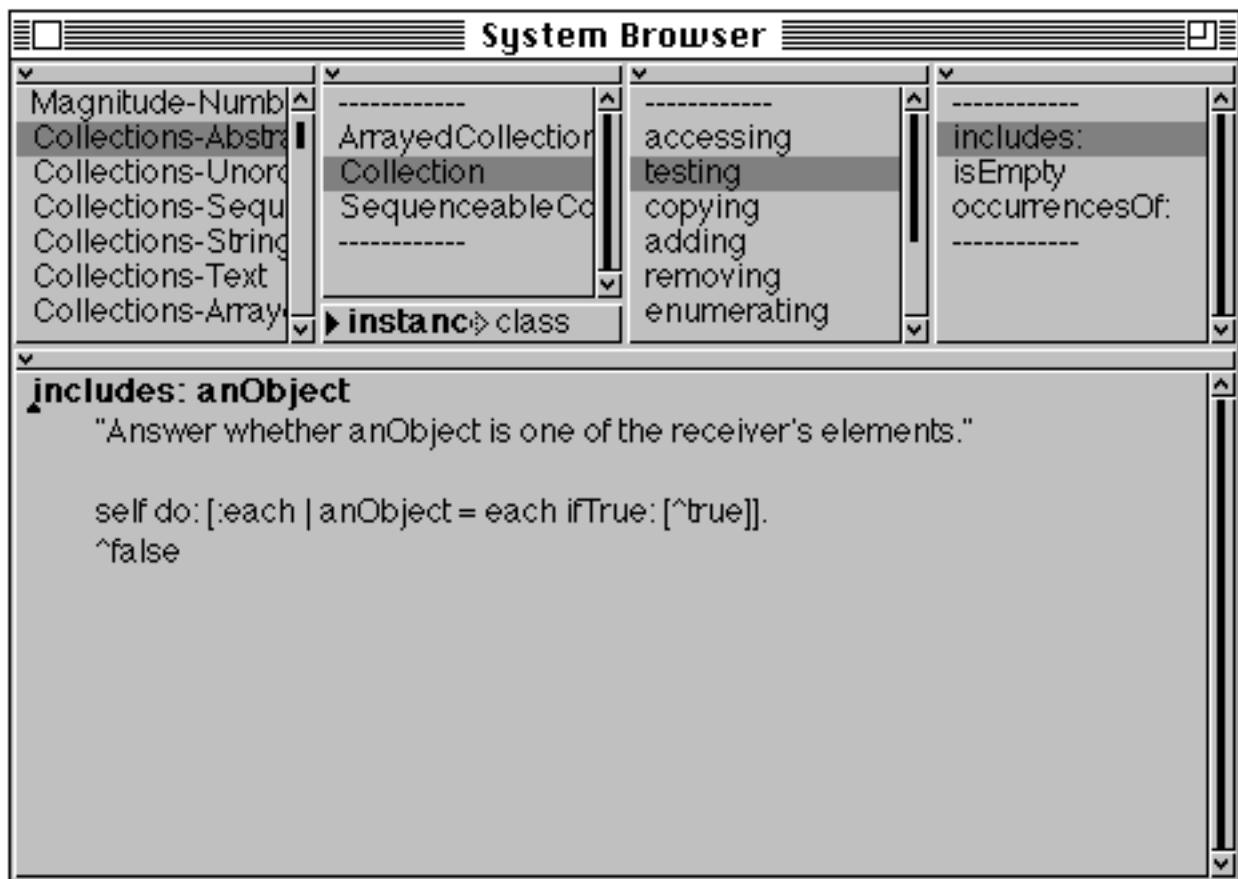 System Browser
Magnitude-Numb
Collections-Abstra
Collections-Unord
Collections-Sequ
Collections-String
Collections-Text
Collections-Array
------------
ArrayedCollection
Collection
SequenceableCo
------------
instanc class
------------
accessing
testing
copying
adding
removing
enumerating
------------
includes:
isEmpty
occurrencesOf:
------------
includes: anObject
"Answer whether anObject is one of the receiver's elements."
self do: [:each | anObject = each ifTrue: [^true]].
^false